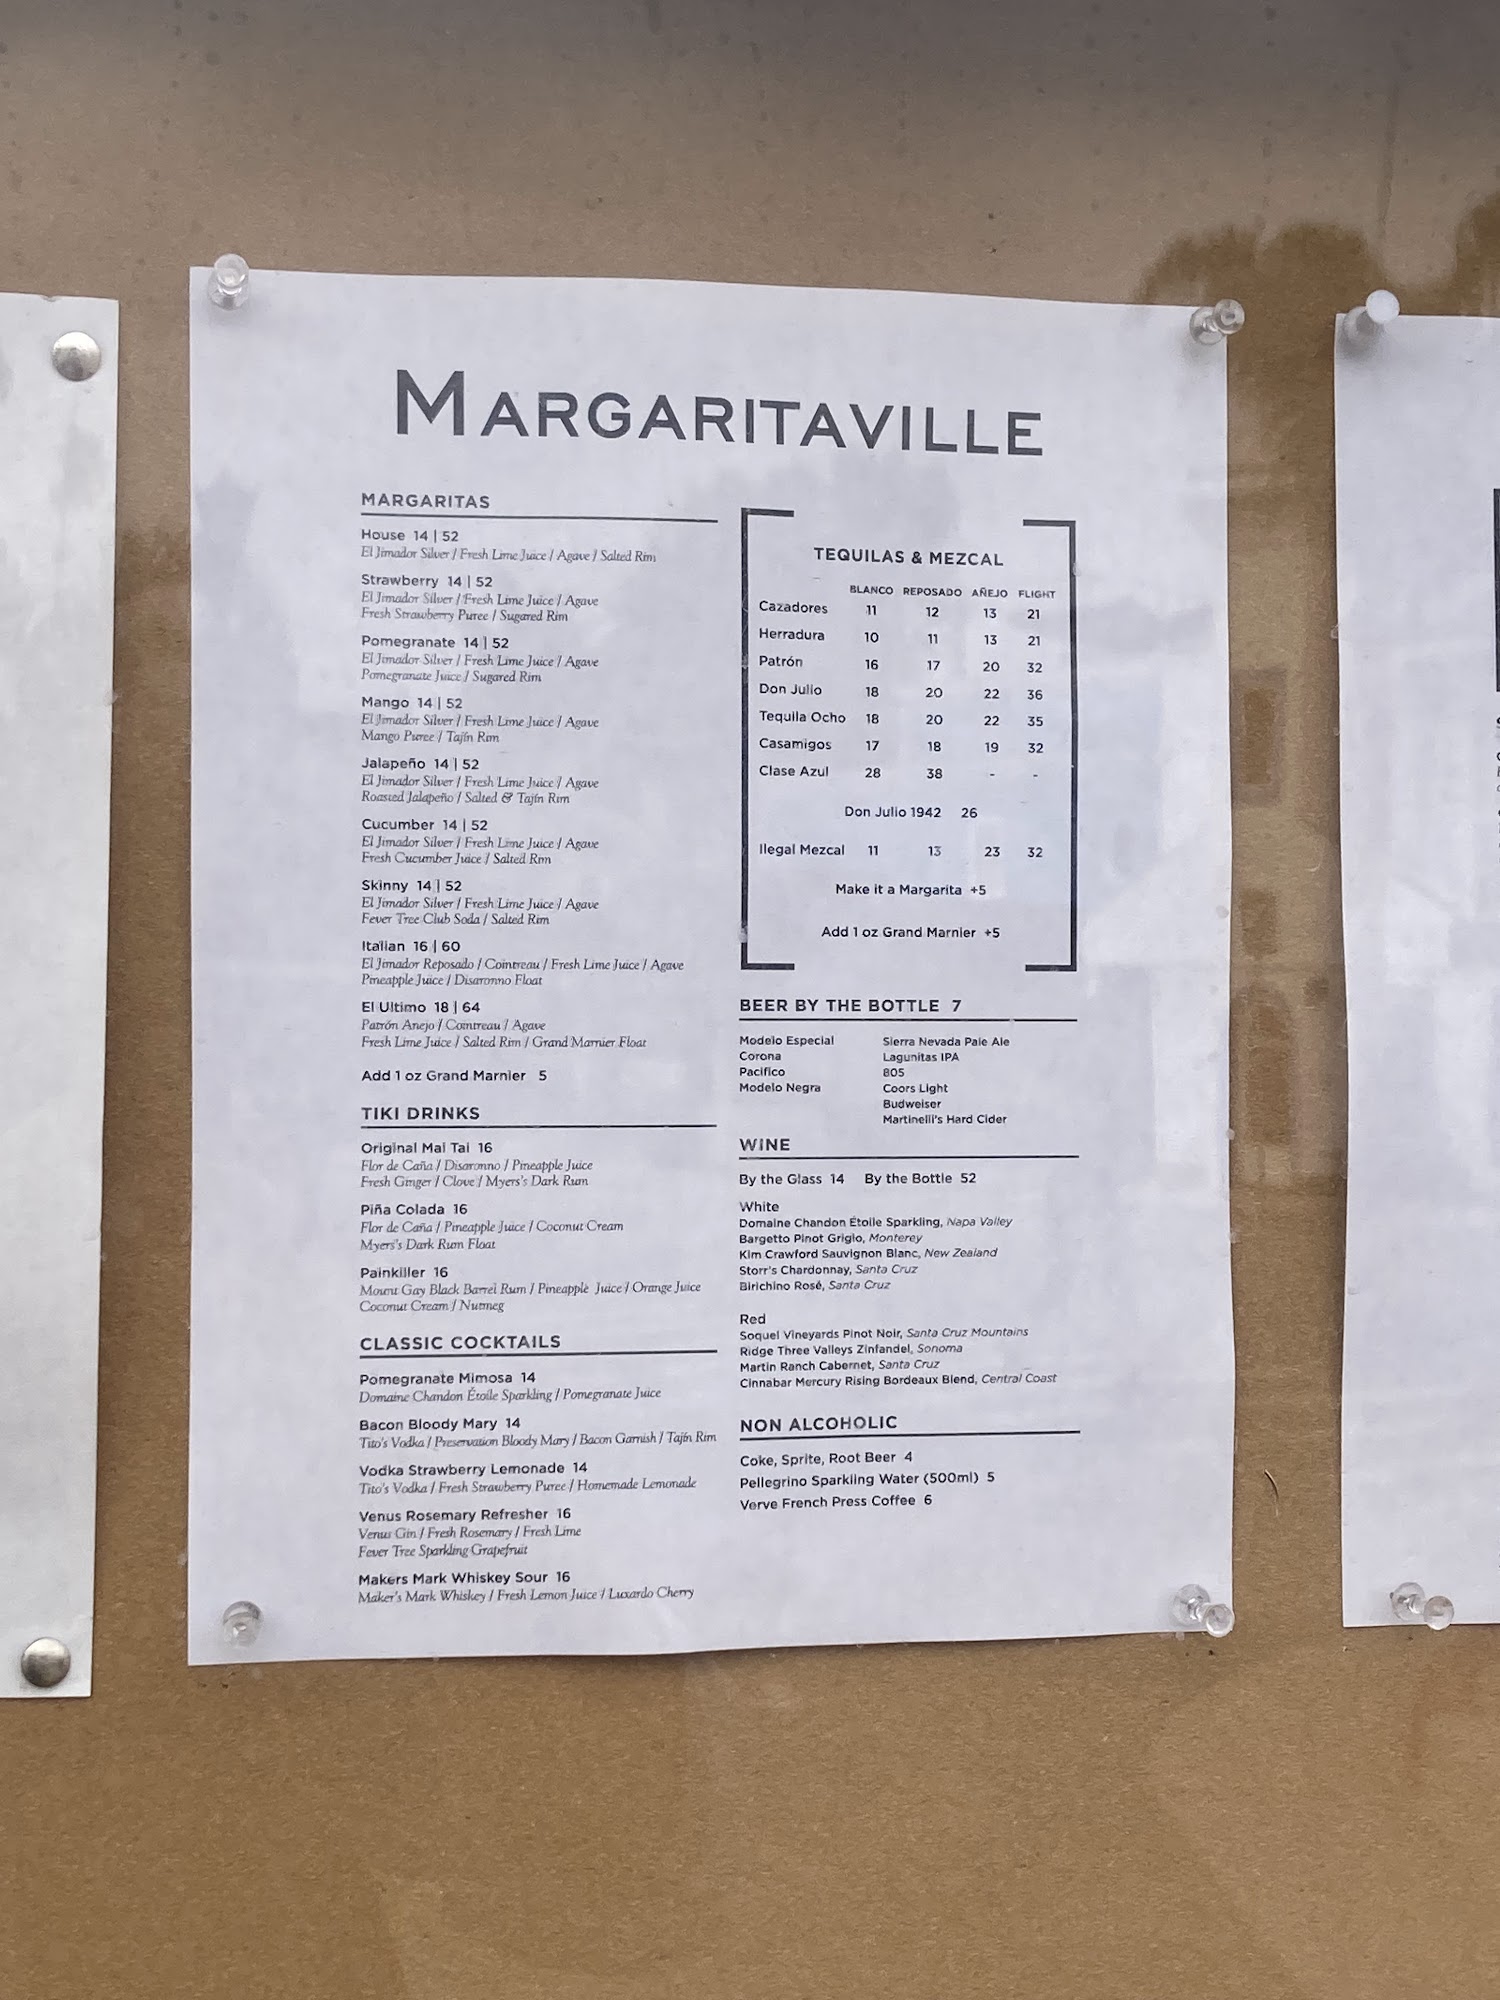 MARGARITAVILLE
MARGARITAS
House 14 | 52
El Jimador Silver / Fresh Lime Juice / Agave / Salted Rim
Strawberry 14 | 52
El Jimador Silver / Fresh Lime Juice / Agave
Fresh Strawberry Puree / Sugared Rim
Pomegranate 14 | 52
El Jimador Silver / Fresh Lime Juice / Agave
Pomegranate Juice / Sugared Rim
Mango 14 | 52
El Jimador Silver / Fresh Lime Juice / Agave
Mango Puree / Tajín Rim
Jalapeño 14 | 52
El Jimador Silver / Fresh Lime Juice / Agave
Roasted Jalapeño / Salted & Tajín Rim
Cucumber 14 | 52
El Jimador Silver / Fresh Lime Juice / Agave
Fresh Cucumber Juice / Salted Rim
Skinny 14 | 52
El Jimador Silver / Fresh Lime Juice / Agave
Fever Tree Club Soda / Salted Rim
Italian 16 | 60
El Jimador Reposado / Cointreau / Fresh Lime Juice / Agave
Pineapple Juice / Disaronno Float
El Ultimo 18 | 64
Patrón Anejo / Cointreau / Agave
Fresh Lime Juice / Salted Rim / Grand Marnier Float
Add 1 oz Grand Marnier 5
TIKI DRINKS
Original Mai Tai 16
Flor de Caña / Disaronno / Pineapple Juice
Fresh Ginger / Clove / Myers's Dark Rum
Piña Colada 16
Flor de Caña / Pineapple Juice / Coconut Cream
Myers's Dark Rum Float
Painkiller 16
Mount Gay Black Barrel Rum / Pineapple Juice / Orange Juice
Coconut Cream / Nutmeg
CLASSIC COCKTAILS
Pomegranate Mimosa 14
Domaine Chandon Étoile Sparkling / Pomegranate Juice
Bacon Bloody Mary 14
Tito's Vodka / Preservation Bloody Mary / Bacon Garnish / Tajín Rim
Vodka Strawberry Lemonade 14
Tito's Vodka / Fresh Strawberry Puree / Homemade Lemonade
Venus Rosemary Refresher 16
Venus Gin / Fresh Rosemary / Fresh Lime
Fever Tree Sparkling Grapefruit
Makers Mark Whiskey Sour 16
Maker's Mark Whiskey / Fresh Lemon Juice / Luxardo Cherry
TEQUILAS & MEZCAL
BLANCO REPOSADO AÑEJO FLIGHT
Cazadores 11 12 13 21
Herradura 10 11 13 21
Patrón 16 17 20 32
Don Julio 18 20 22 36
Tequila Ocho 18 20 22 35
Casamigos 17 18 19 32
Clase Azul 28 38 - -
Don Julio 1942 26
Ilegal Mezcal 11 13 23 32
Make it a Margarita +5
Add 1 oz Grand Marnier +5
BEER BY THE BOTTLE 7
Modelo Especial Sierra Nevada Pale Ale
Corona Lagunitas IPA
Pacifico 805
Modelo Negra Coors Light
Budweiser
Martinelli's Hard Cider
WINE
By the Glass 14 By the Bottle 52
White
Domaine Chandon Étoile Sparkling, Napa Valley
Bargetto Pinot Grigio, Monterey
Kim Crawford Sauvignon Blanc, New Zealand
Storr's Chardonnay, Santa Cruz
Birichino Rosé, Santa Cruz
Red
Soquel Vineyards Pinot Noir, Santa Cruz Mountains
Ridge Three Valleys Zinfandel, Sonoma
Martin Ranch Cabernet, Santa Cruz
Cinnabar Mercury Rising Bordeaux Blend, Central Coast
NON ALCOHOLIC
Coke, Sprite, Root Beer 4
Pellegrino Sparkling Water (500ml) 5
Verve French Press Coffee 6